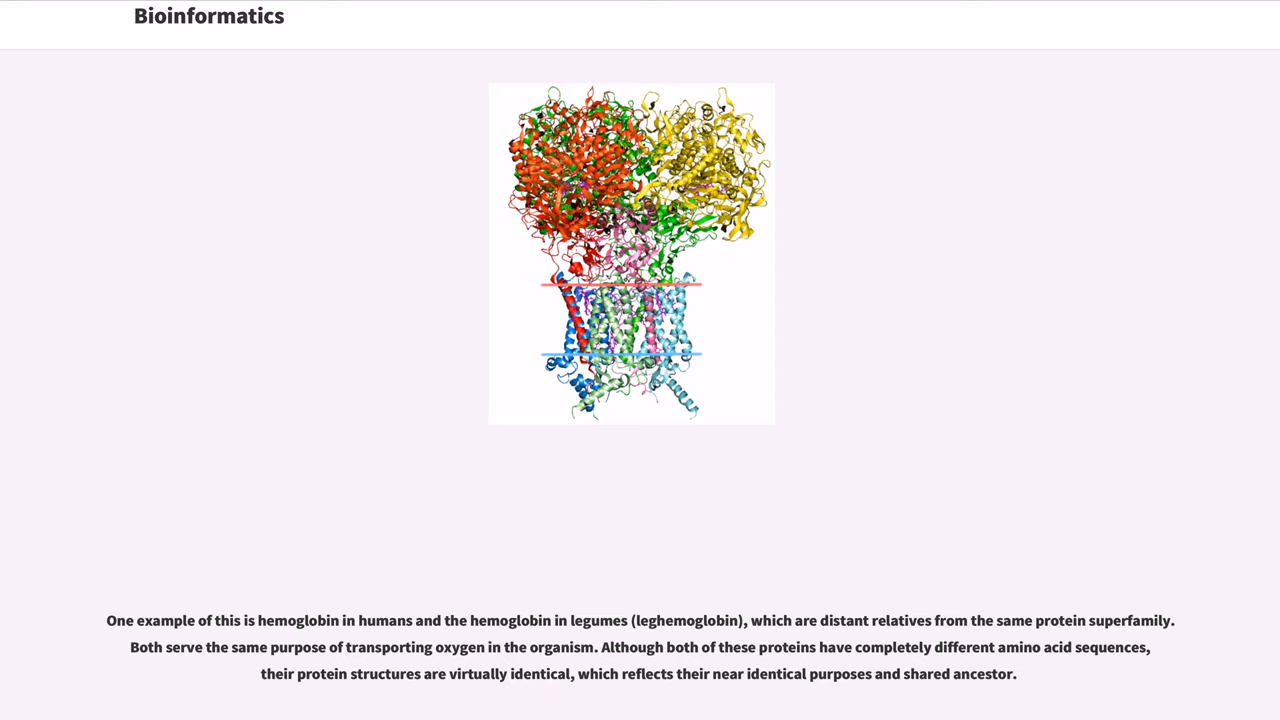 Bioinformatics
One example of this is hemoglobin in humans and the hemoglobin in legumes (leghemoglobin), which are distant relatives from the same protein superfamily.
Both serve the same purpose of transporting oxygen in the organism. Although both of these proteins have completely different amino acid sequences,
their protein structures are virtually identical, which reflects their near identical purposes and shared ancestor.